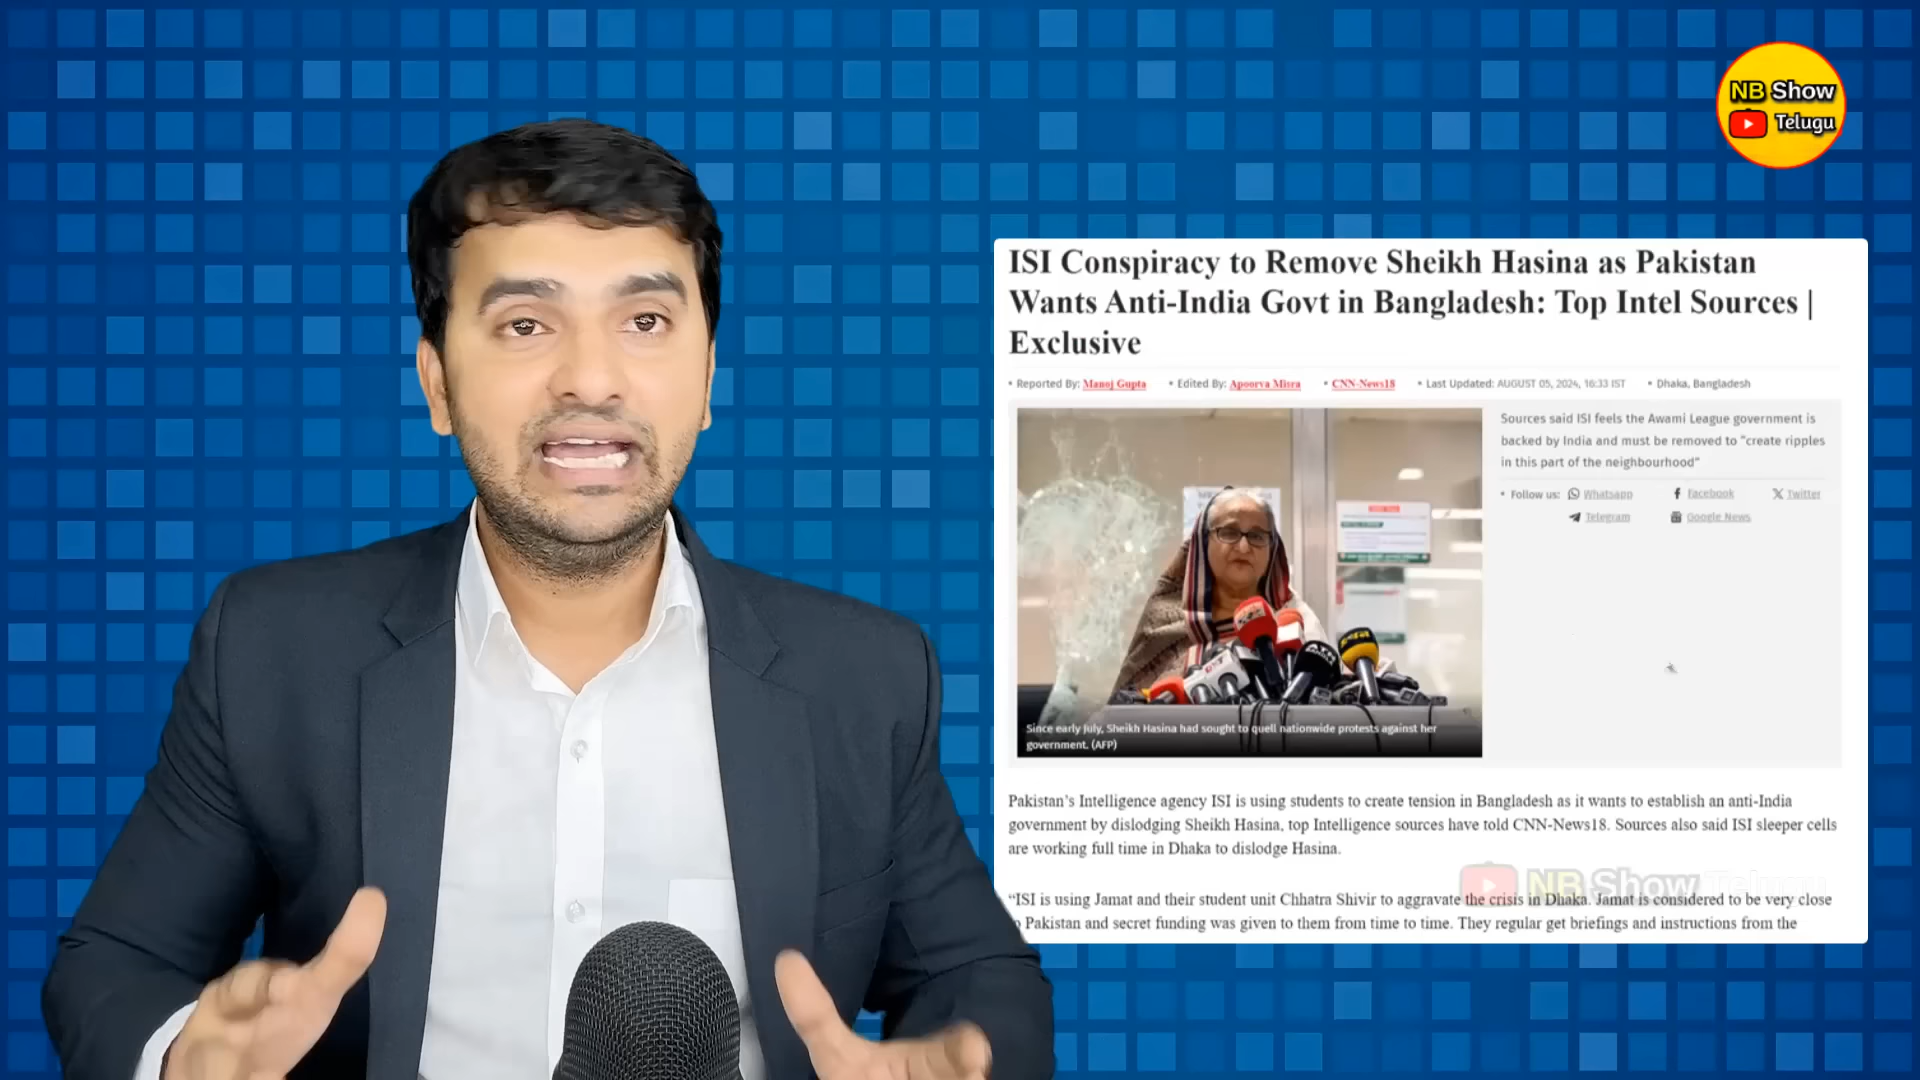 NB Show
Telugu
ISI Conspiracy to Remove Sheikh Hasina as Pakistan
Wants Anti-India Govt in Bangladesh: Top Intel Sources |
Exclusive
• Reported By: Manoj Gupta • Edited By: Apoorva Misra • CNN-News18 • Last Updated: AUGUST 05, 2024, 16:33 IST • Dhaka, Bangladesh
Sources said ISI feels the Awami League government is
backed by India and must be removed to "create ripples
in this part of the neighbourhood"
• Follow us: Whatsapp Facebook Twitter
Telegram Google News
Since early July, Sheikh Hasina had sought to quell nationwide protests against her
government. (AFP)
Pakistan's Intelligence agency ISI is using students to create tension in Bangladesh as it wants to establish an anti-India
government by dislodging Sheikh Hasina, top Intelligence sources have told CNN-News18. Sources also said ISI sleeper cells
are working full time in Dhaka to dislodge Hasina.
NB Show Telugu
"ISI is using Jamat and their student unit Chhatra Shivir to aggravate the crisis in Dhaka. Jamat is considered to be very close
Pakistan and secret funding was given to them from time to time. They regular get briefings and instructions from the